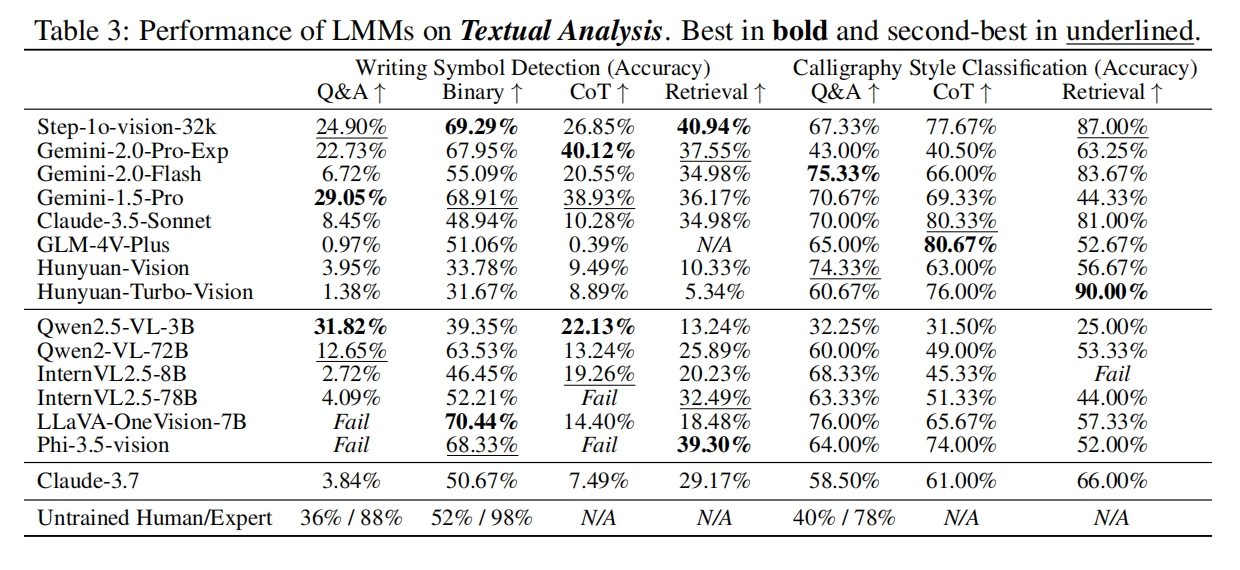 Table 3: Performance of LMMs on Textual Analysis. Best in bold and second-best in underlined.
Writing Symbol Detection (Accuracy) Calligraphy Style Classification (Accuracy)
Q&A ↑ Binary ↑ CoT ↑ Retrieval ↑ Q&A ↑ CoT ↑ Retrieval ↑
Step-1o-vision-32k 24.90% 69.29% 26.85% 40.94% 67.33% 77.67% 87.00%
Gemini-2.0-Pro-Exp 22.73% 67.95% 40.12% 37.55% 43.00% 40.50% 63.25%
Gemini-2.0-Flash 6.72% 55.09% 20.55% 34.98% 75.33% 66.00% 83.67%
Gemini-1.5-Pro 29.05% 68.91% 38.93% 36.17% 70.67% 69.33% 44.33%
Claude-3.5-Sonnet 8.45% 48.94% 10.28% 34.98% 70.00% 80.33% 81.00%
GLM-4V-Plus 0.97% 51.06% 0.39% N/A 65.00% 80.67% 52.67%
Hunyuan-Vision 3.95% 33.78% 9.49% 10.33% 74.33% 63.00% 56.67%
Hunyuan-Turbo-Vision 1.38% 31.67% 8.89% 5.34% 60.67% 76.00% 90.00%
Qwen2.5-VL-3B 31.82% 39.35% 22.13% 13.24% 32.25% 31.50% 25.00%
Qwen2-VL-72B 12.65% 63.53% 13.24% 25.89% 60.00% 49.00% 53.33%
InternVL2.5-8B 2.72% 46.45% 19.26% 20.23% 68.33% 45.33% Fail
InternVL2.5-78B 4.09% 52.21% Fail 32.49% 63.33% 51.33% 44.00%
LLaVA-OneVision-7B Fail 70.44% 14.40% 18.48% 76.00% 65.67% 57.33%
Phi-3.5-vision Fail 68.33% Fail 39.30% 64.00% 74.00% 52.00%
Claude-3.7 3.84% 50.67% 7.49% 29.17% 58.50% 61.00% 66.00%
Untrained Human/Expert 36% / 88% 52% / 98% N/A N/A 40% / 78% N/A N/A